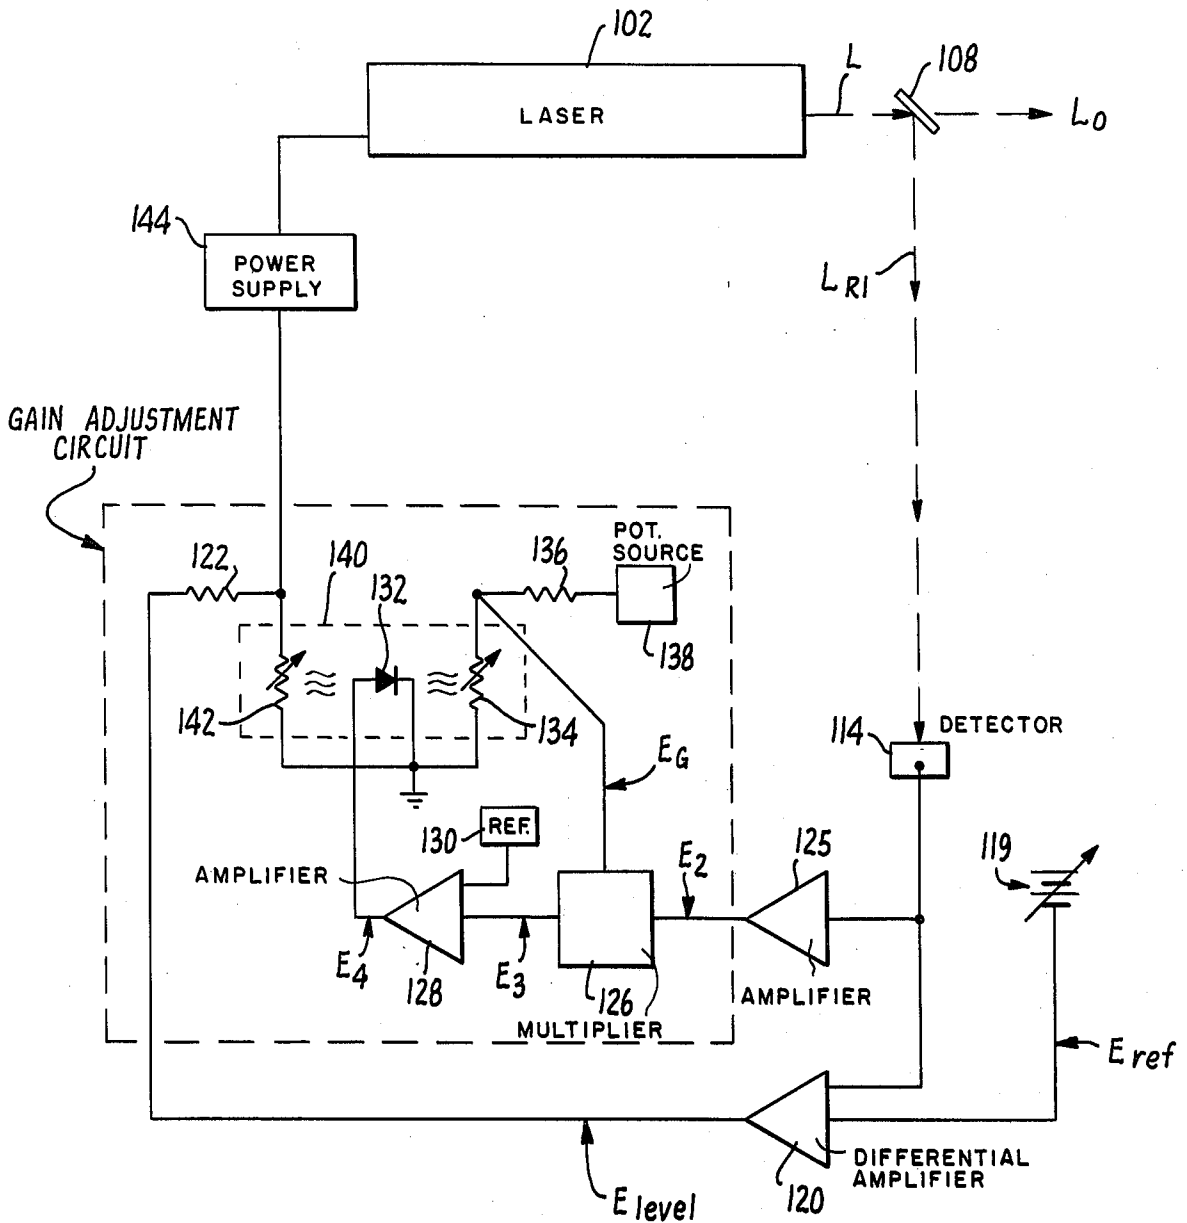 102
LASER
L
108
Lo
144
POWER
SUPPLY
LR1
GAIN ADJUSTMENT
CIRCUIT
122
140
132
136
POT.
SOURCE
138
142
134
114
DETECTOR
EG
130
REF.
AMPLIFIER
E2
125
119
E4
128
E3
126
MULTIPLIER
AMPLIFIER
Eref
120
DIFFERENTIAL
AMPLIFIER
Elevel